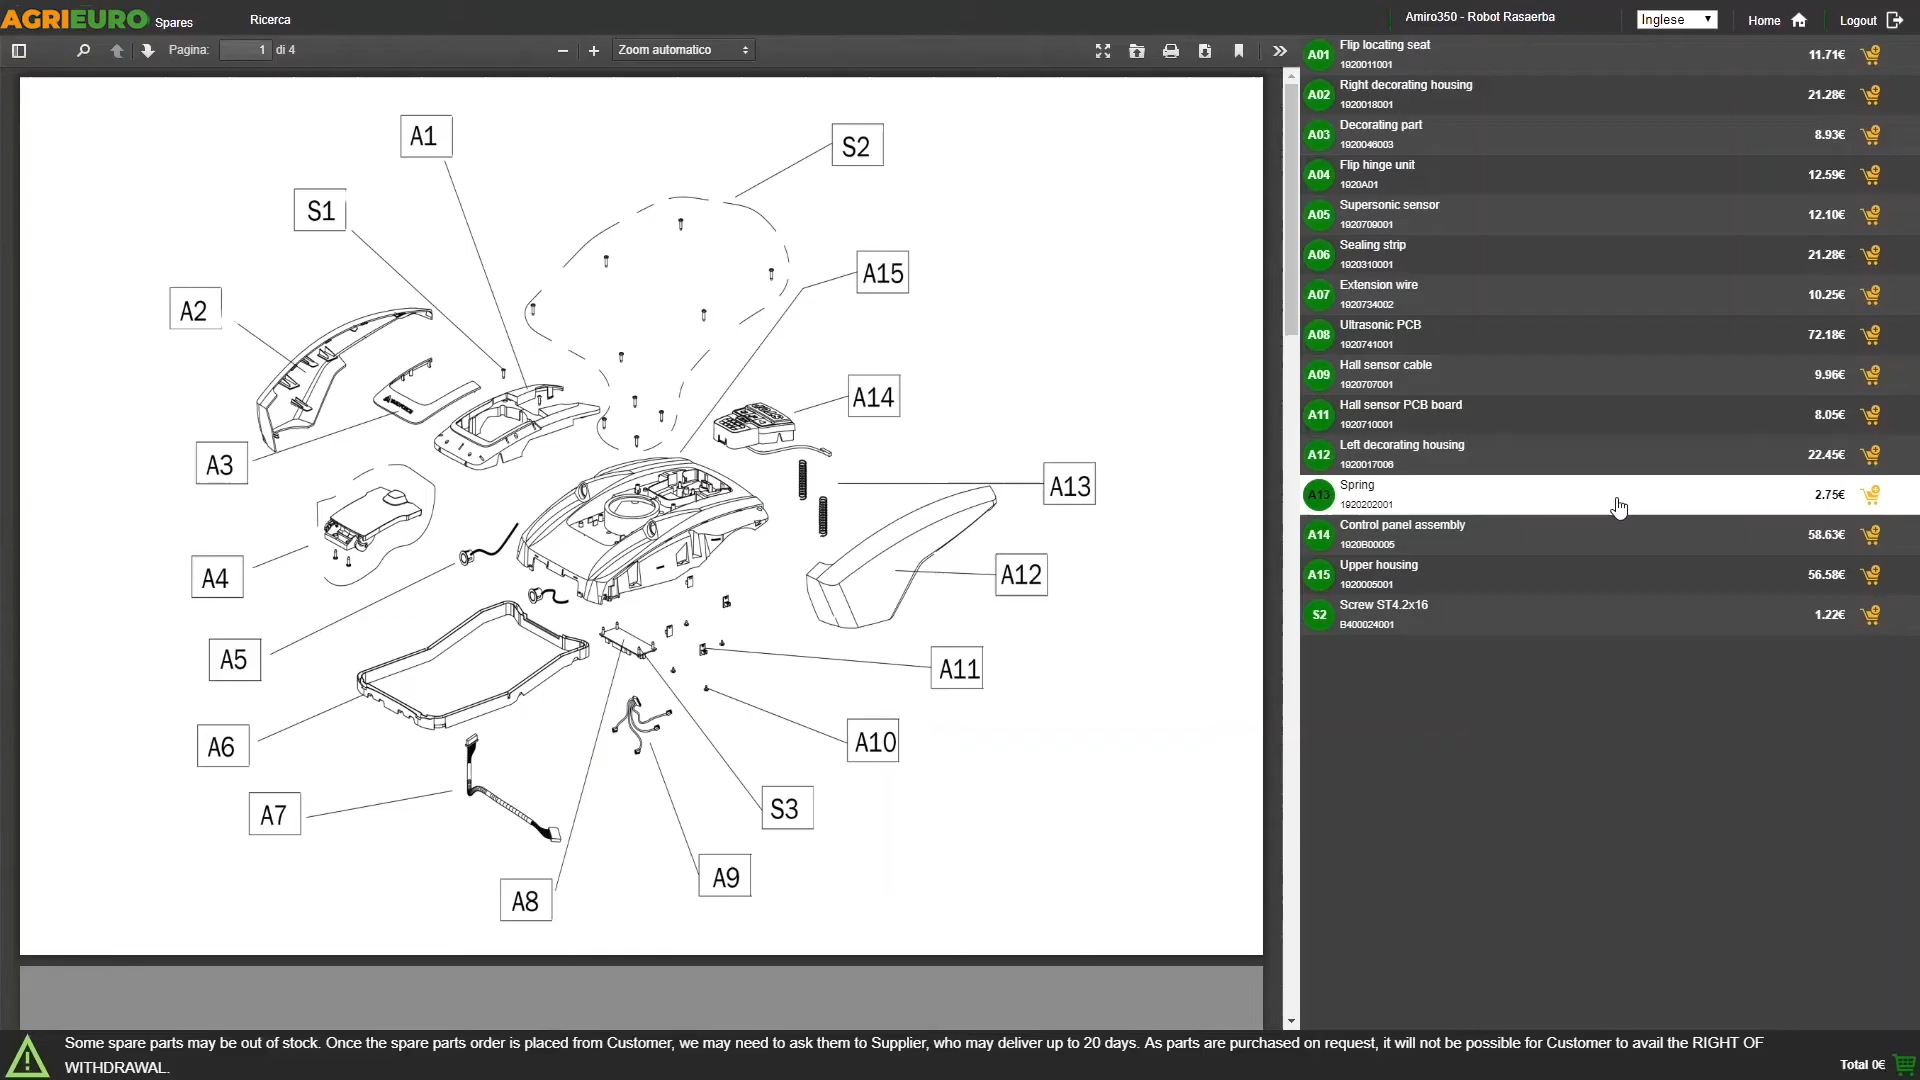 AGRIEURO Spares
Ricerca
Amiro350 - Robot Rasaerba
Inglese
Home
Logout
Pagina: 1 di 4
Zoom automatico
A1
S2
S1
A15
A2
A14
A3
A13
A4
A12
A5
A11
A6
A10
A7
S3
A9
A8
A01 Flip locating seat 11.71€
1920011001
A02 Right decorating housing 21.28€
1920018001
A03 Decorating part 8.93€
1920046003
A04 Flip hinge unit 12.59€
1920A01
A05 Supersonic sensor 12.10€
1920709001
A06 Sealing strip 21.28€
1920310001
A07 Extension wire 10.25€
1920734002
A08 Ultrasonic PCB 72.18€
1920741001
A09 Hall sensor cable 9.96€
1920707001
A11 Hall sensor PCB board 8.05€
1920710001
A12 Left decorating housing 22.45€
1920017006
A13 Spring 2.75€
1920202001
A14 Control panel assembly 58.63€
1920B00005
A15 Upper housing 56.58€
1920005001
S2 Screw ST4.2x16 1.22€
B400024001
Some spare parts may be out of stock. Once the spare parts order is placed from Customer, we may need to ask them to Supplier, who may deliver up to 20 days. As parts are purchased on request, it will not be possible for Customer to avail the RIGHT OF
WITHDRAWAL.
Total 0€